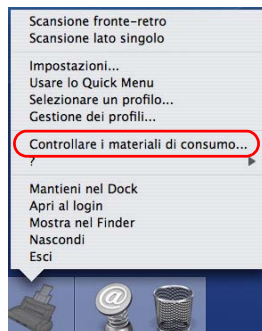 Scansione fronte-retro
Scansione lato singolo
Impostazioni...
Usare lo Quick Menu
Selezionare un profilo...
Gestione dei profili...
Controllare i materiali di consumo...
?
Mantieni nel Dock
Apri al login
Mostra nel Finder
Nascondi
Esci
@